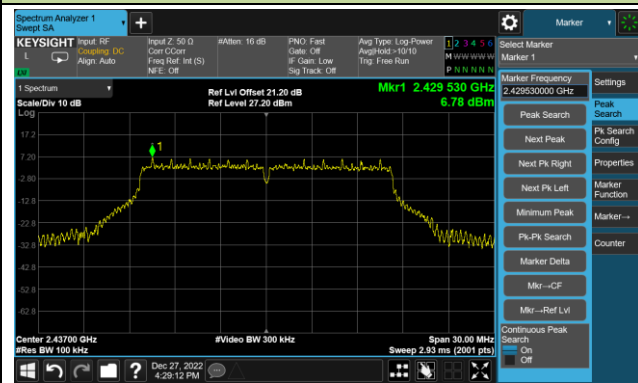 Spectrum Analyzer 1
Swept SA
Marker
KEYSIGHT
L
Input: RF
Coupling: DC
Align: Auto
Input Z: 50 Ω
Corr CCorr
Freq Ref: Int (S)
NFE: Off
#Atten: 16 dB
PNO: Fast
Gate: Off
IF Gain: Low
Sig Track: Off
Avg Type: Log-Power
Avg|Hold:>10/10
Trig: Free Run
1 2 3 4 5 6
M W W W W W
P N N N N N
Select Marker
Marker 1
1 Spectrum
Scale/Div 10 dB
Log
Ref Lvl Offset 21.20 dB
Ref Level 27.20 dBm
Mkr1 2.429 530 GHz
6.78 dBm
17.2
7.20
-2.80
-12.8
-22.8
-32.8
-42.8
-52.8
-62.8
1
Center 2.43700 GHz
#Res BW 100 kHz
#Video BW 300 kHz
Span 30.00 MHz
Sweep 2.93 ms (2001 pts)
Marker Frequency
2.429530000 GHz
Peak Search
Next Peak
Next Pk Right
Next Pk Left
Minimum Peak
Pk-Pk Search
Marker Delta
Mkr→CF
Mkr→Ref Lvl
Continuous Peak
Search
On
Off
Settings
Peak
Search
Pk Search
Config
Properties
Marker
Function
Marker→
Counter
Dec 27, 2022
4:29:12 PM